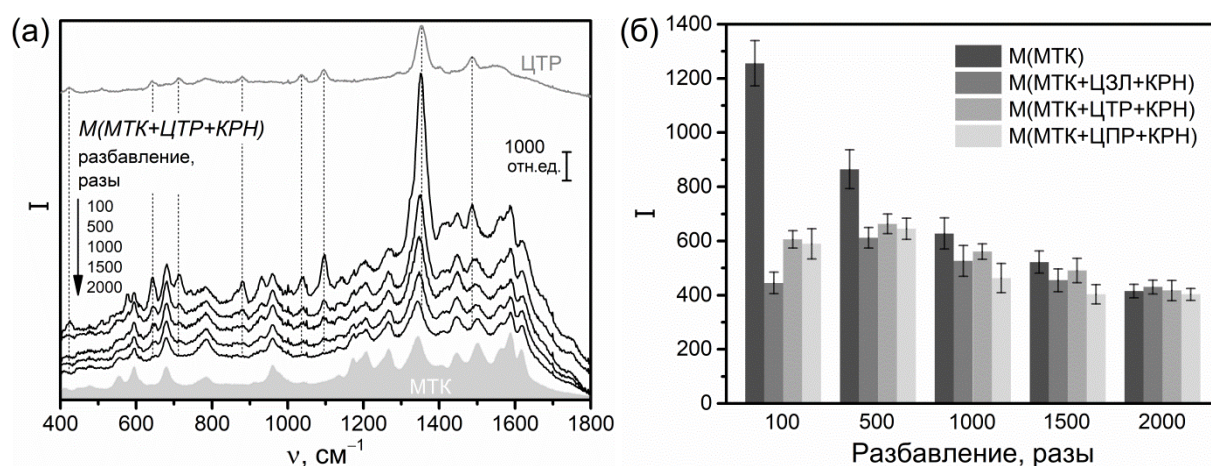 (а)
I
ЦТР
М(МТК+ЦТР+КРН)
разбавление,
разы
100
500
1000
1500
2000
1000
отн.ед.
МТК
400 600 800 1000 1200 1400 1600 1800
ν, см⁻¹
(б)
I
1400
1200
1000
800
600
400
200
0
М(МТК)
М(МТК+ЦЗЛ+КРН)
М(МТК+ЦТР+КРН)
М(МТК+ЦПР+КРН)
100 500 1000 1500 2000
Разбавление, разы